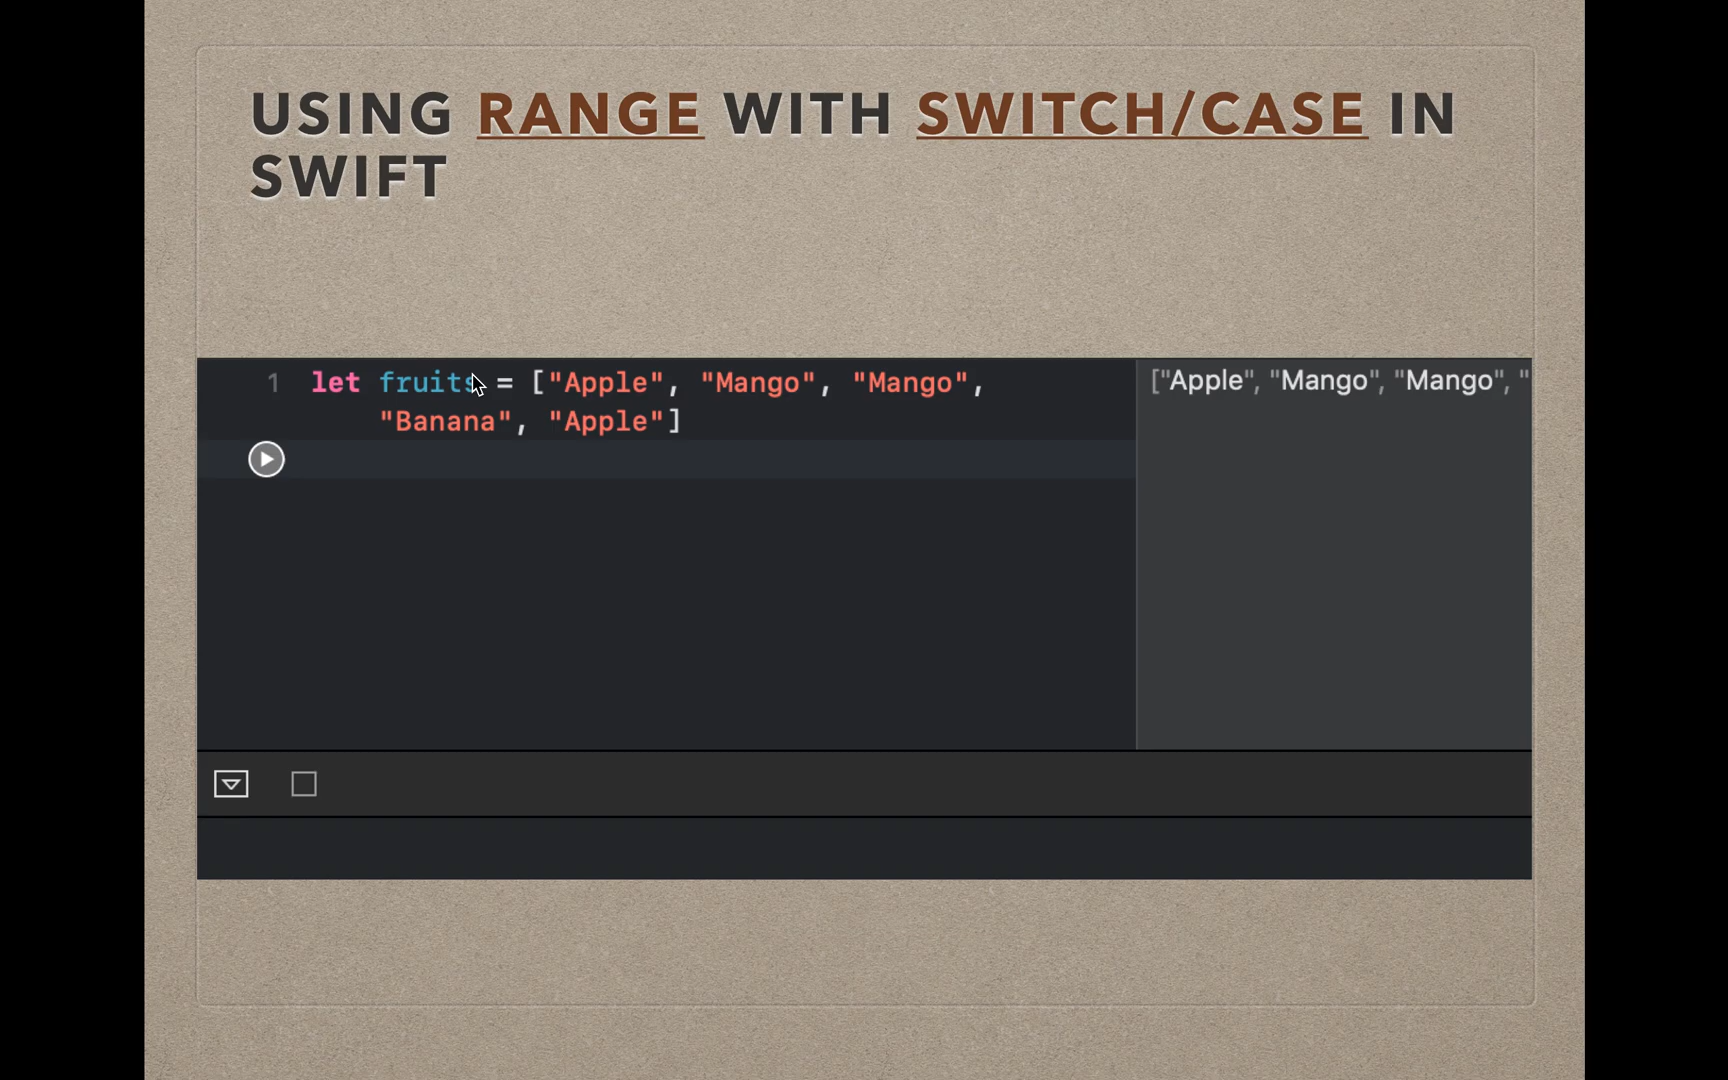 USING RANGE WITH SWITCH/CASE IN
SWIFT
1 let fruits = ["Apple", "Mango", "Mango",
"Banana", "Apple"]
["Apple", "Mango", "Mango", "